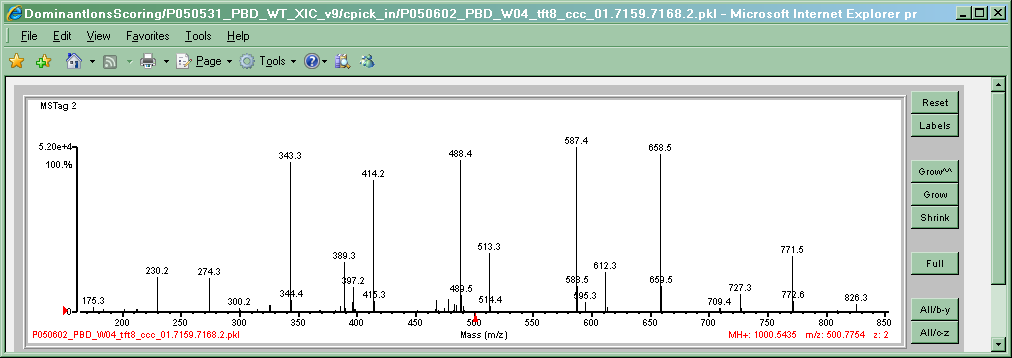 DominantIonsScoring/P050531_PBD_WT_XIC_v9/cpick_in/P050602_PBD_W04_tft8_ccc_01.7159.7168.2.pkl - Microsoft Internet Explorer pr
File Edit View Favorites Tools Help
Page Tools
MSTag 2
Reset
Labels
5.20e+4
100.%
343.3
414.2
488.4
587.4
658.5
Grow^^
Grow
Shrink
230.2
274.3
389.3
513.3
612.3
771.5
Full
175.3
300.2
344.4
397.2
415.3
489.5
514.4
588.5
595.3
659.5
709.4
727.3
772.6
826.3
0
200 250 300 350 400 450 500 550 600 650 700 750 800 850
All/b-y
P050602_PBD_W04_tft8_ccc_01.7159.7168.2.pkl Mass (m/z) MH+: 1000.5435 m/z: 500.7754 z: 2
All/c-z